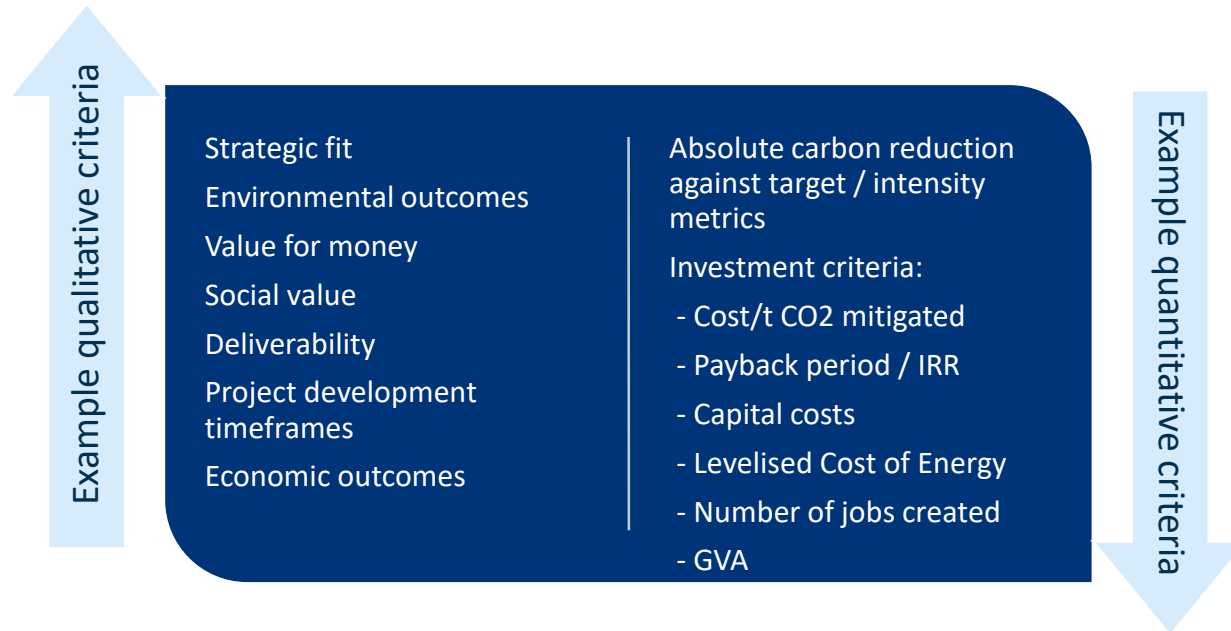 Example qualitative criteria
Strategic fit
Environmental outcomes
Value for money
Social value
Deliverability
Project development
timeframes
Economic outcomes
Absolute carbon reduction
against target / intensity
metrics
Investment criteria:
- Cost/t CO2 mitigated
- Payback period / IRR
- Capital costs
- Levelised Cost of Energy
- Number of jobs created
- GVA
Example quantitative criteria